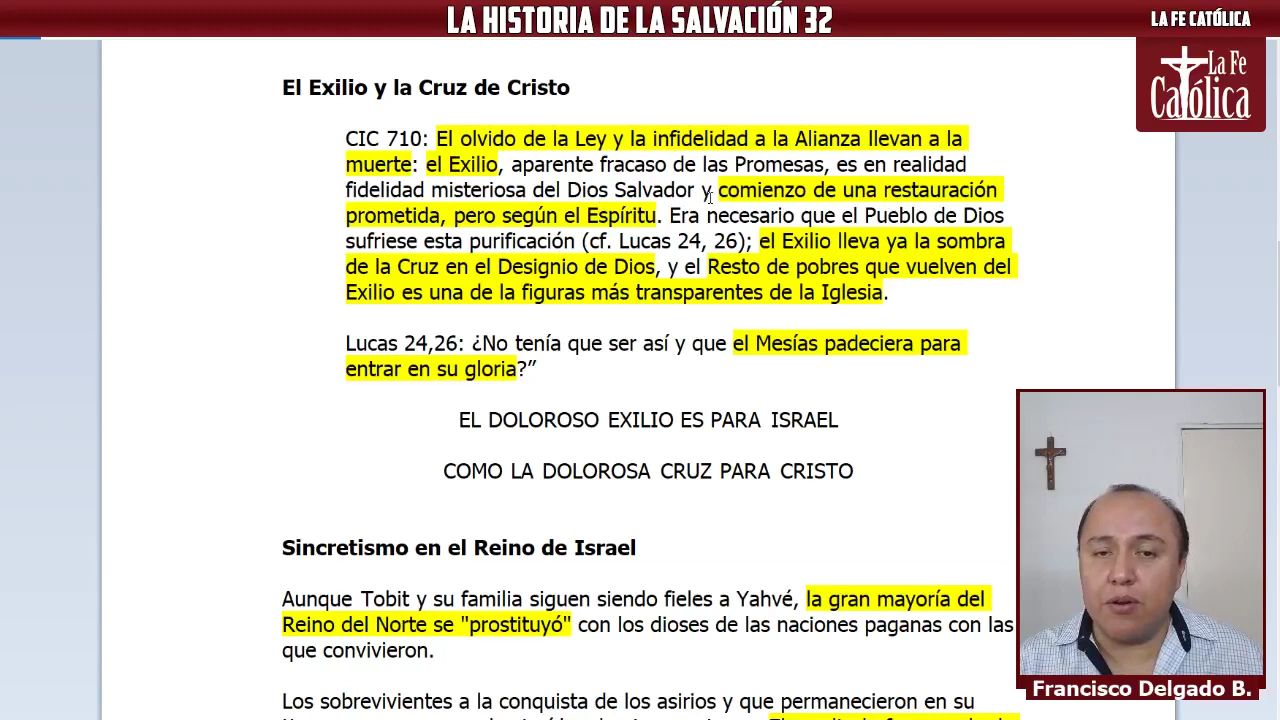 LA HISTORIA DE LA SALVACIÓN 32
LA FE CATÓLICA
La Fe
Católica
El Exilio y la Cruz de Cristo
CIC 710: El olvido de la Ley y la infidelidad a la Alianza llevan a la
muerte: el Exilio, aparente fracaso de las Promesas, es en realidad
fidelidad misteriosa del Dios Salvador y comienzo de una restauración
prometida, pero según el Espíritu. Era necesario que el Pueblo de Dios
sufriese esta purificación (cf. Lucas 24, 26); el Exilio lleva ya la sombra
de la Cruz en el Designio de Dios, y el Resto de pobres que vuelven del
Exilio es una de la figuras más transparentes de la Iglesia.
Lucas 24,26: ¿No tenía que ser así y que el Mesías padeciera para
entrar en su gloria?”
EL DOLOROSO EXILIO ES PARA ISRAEL
COMO LA DOLOROSA CRUZ PARA CRISTO
Sincretismo en el Reino de Israel
Aunque Tobit y su familia siguen siendo fieles a Yahvé, la gran mayoría del
Reino del Norte se "prostituyó" con los dioses de las naciones paganas con las
que convivieron.
Los sobrevivientes a la conquista de los asirios y que permanecieron en su
Francisco Delgado B.